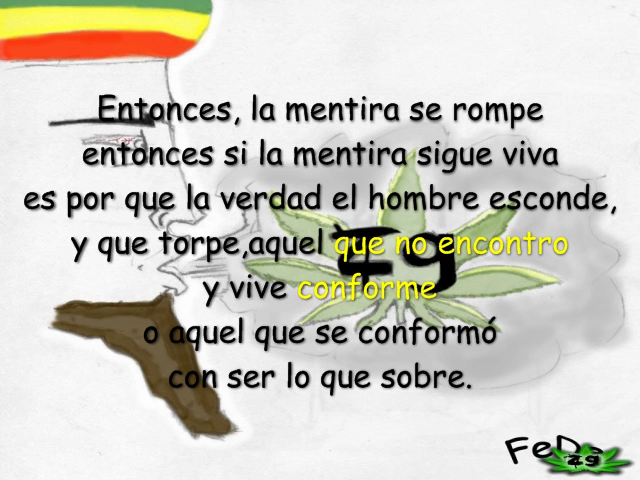 Entonces, la mentira se rompe
entonces si la mentira sigue viva
es por que la verdad el hombre esconde,
y que torpe,aquel que no encontro
y vive conforme
o aquel que se conformó
con ser lo que sobre.